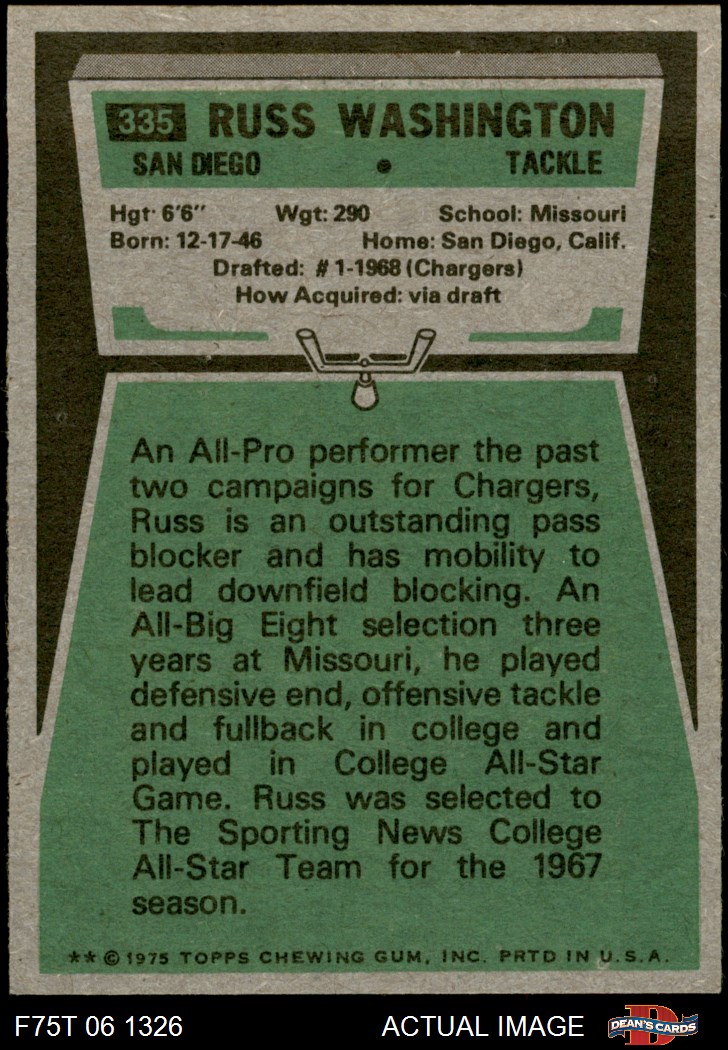 335 RUSS WASHINGTON
SAN DIEGO • TACKLE
Hgt: 6'6" Wgt: 290 School: Missouri
Born: 12-17-46 Home: San Diego, Calif.
Drafted: #1-1968 (Chargers)
How Acquired: via draft
An All-Pro performer the past
two campaigns for Chargers,
Russ is an outstanding pass
blocker and has mobility to
lead downfield blocking. An
All-Big Eight selection three
years at Missouri, he played
defensive end, offensive tackle
and fullback in college and
played in College All-Star
Game. Russ was selected to
The Sporting News College
All-Star Team for the 1967
season.
**©1975 TOPPS CHEWING GUM, INC. PRTD IN U.S.A.
F75T 06 1326 ACTUAL IMAGE D DEAN'S CARDS